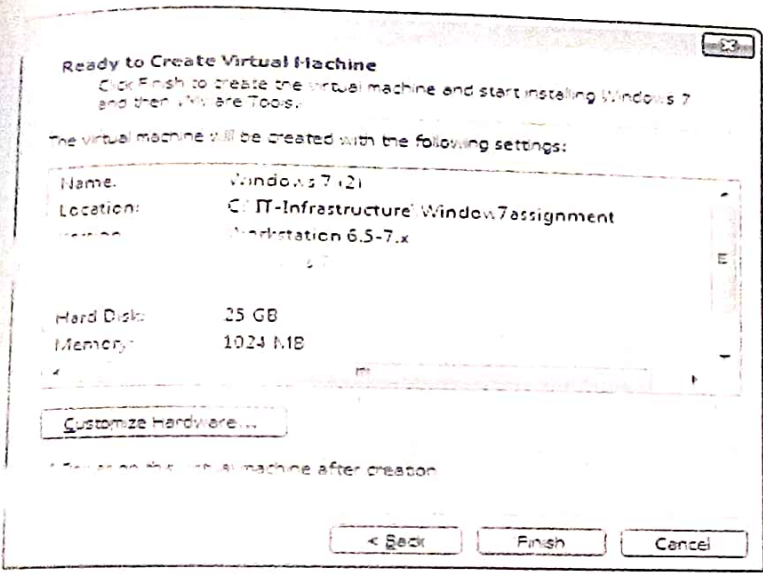 Ready to Create Virtual Machine
Click Finish to create the virtual machine and start installing Windows 7
and then VMware Tools.
The virtual machine will be created with the following settings:
Name: Windows 7 (2)
Location: C: IT-Infrastructure\Window7assignment
Workstation 6.5-7.x
Hard Disk: 25 GB
Memory: 1024 MB
Customize Hardware...
this virtual machine after creation
< Back Finish Cancel